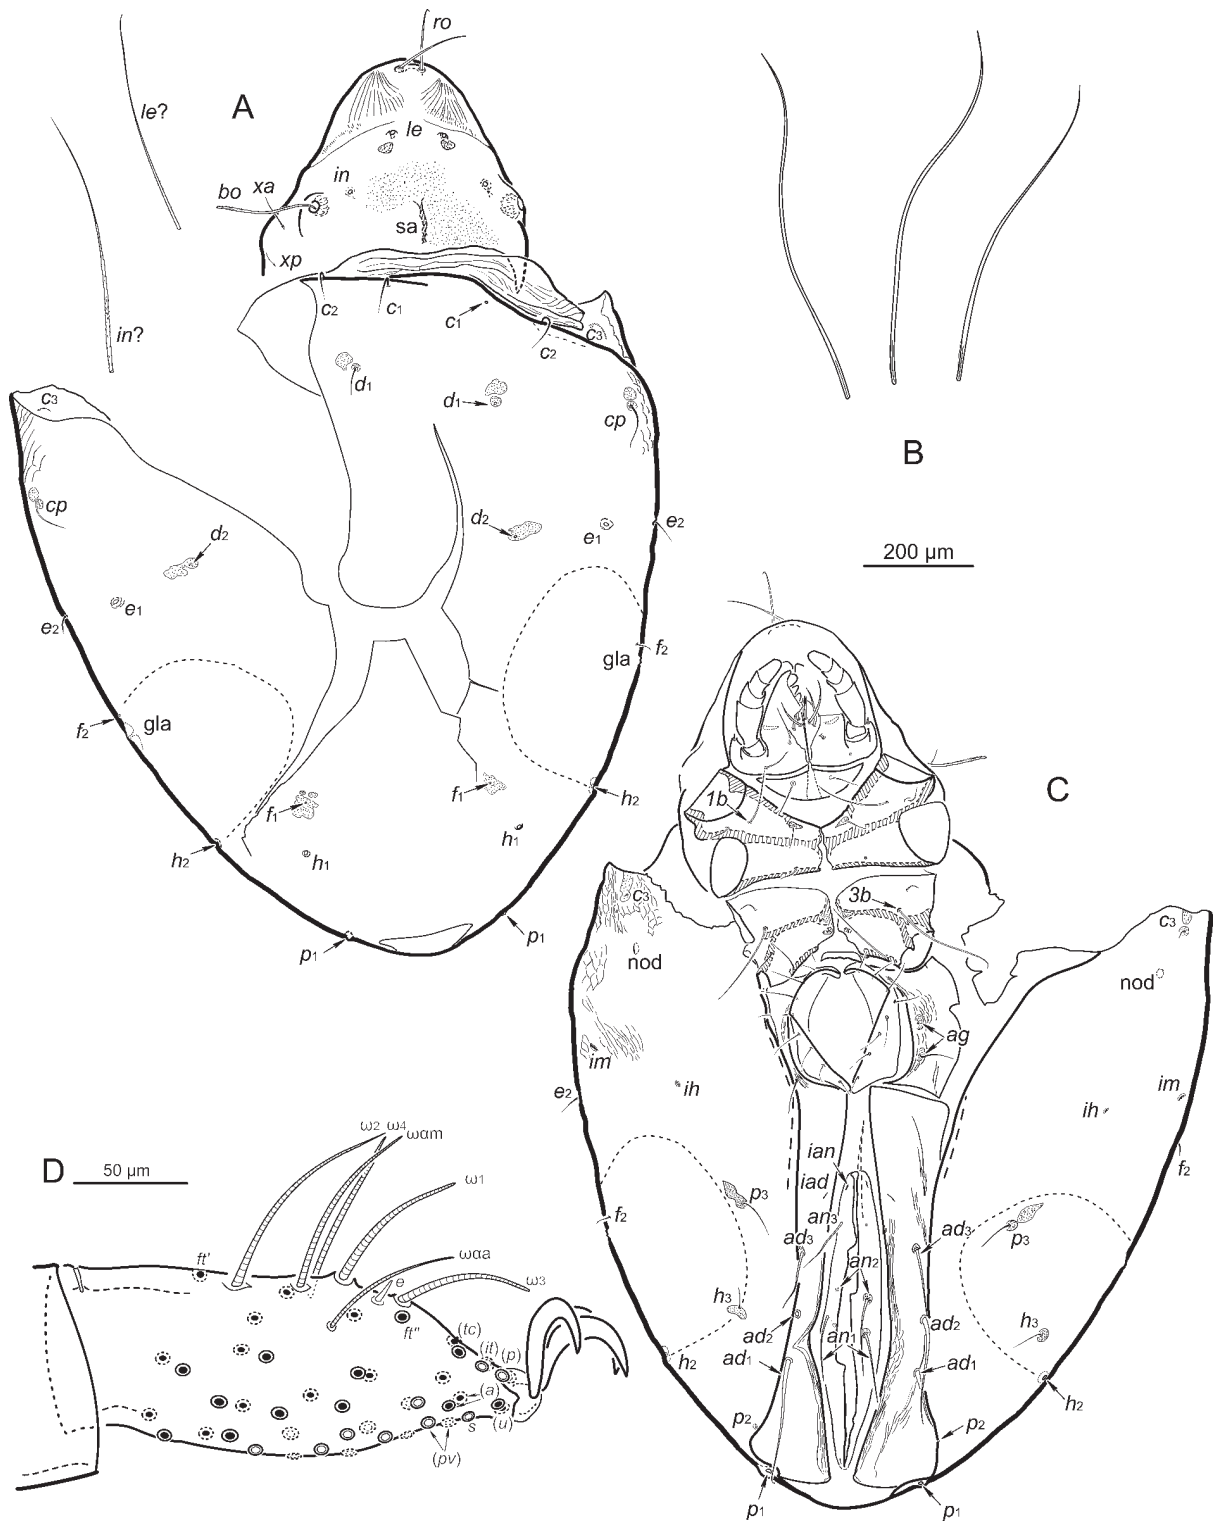 ro
le?
A
le
in
bo
xa
sa
xp
in?
c2
c1
c1
c2
c3
c3
d1
d1
cp
cp
d2
d2
e1
e2
e1
e2
gla
f2
f2
gla
f1
f1
h2
h1
h1
h2
p1
p1
B
200 µm
C
1b
3b
c3
c3
nod
nod
ag
im
im
ih
ih
e2
f2
f2
ian
iad
p3
p3
an3
ad3
ad3
an2
h3
h3
ad2
ad2
an1
ad1
ad1
h2
h2
p2
p2
p1
p1
D
50 µm
ω2
ω4
ωαm
ω1
ft'
ωαa
e
ω3
ft"
(tc)
(it)
(p)
(a)
(u)
s
(pv)